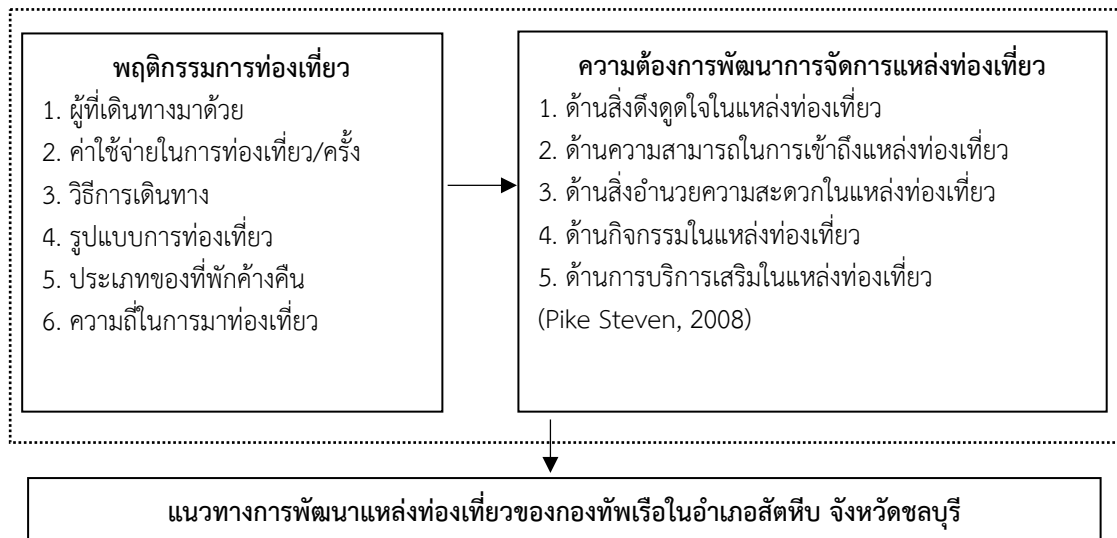 พฤติกรรมการท่องเที่ยว
1. ผู้ที่เดินทางมาด้วย
2. ค่าใช้จ่ายในการท่องเที่ยว/ครั้ง
3. วิธีการเดินทาง
4. รูปแบบการท่องเที่ยว
5. ประเภทของที่พักค้างคืน
6. ความถี่ในการมาท่องเที่ยว
ความต้องการพัฒนาการจัดการแหล่งท่องเที่ยว
1. ด้านสิ่งดึงดูดใจในแหล่งท่องเที่ยว
2. ด้านความสามารถในการเข้าถึงแหล่งท่องเที่ยว
3. ด้านสิ่งอำนวยความสะดวกในแหล่งท่องเที่ยว
4. ด้านกิจกรรมในแหล่งท่องเที่ยว
5. ด้านการบริการเสริมในแหล่งท่องเที่ยว
(Pike Steven, 2008)
แนวทางการพัฒนาแหล่งท่องเที่ยวของกองทัพเรือในอำเภอสัตหีบ จังหวัดชลบุรี